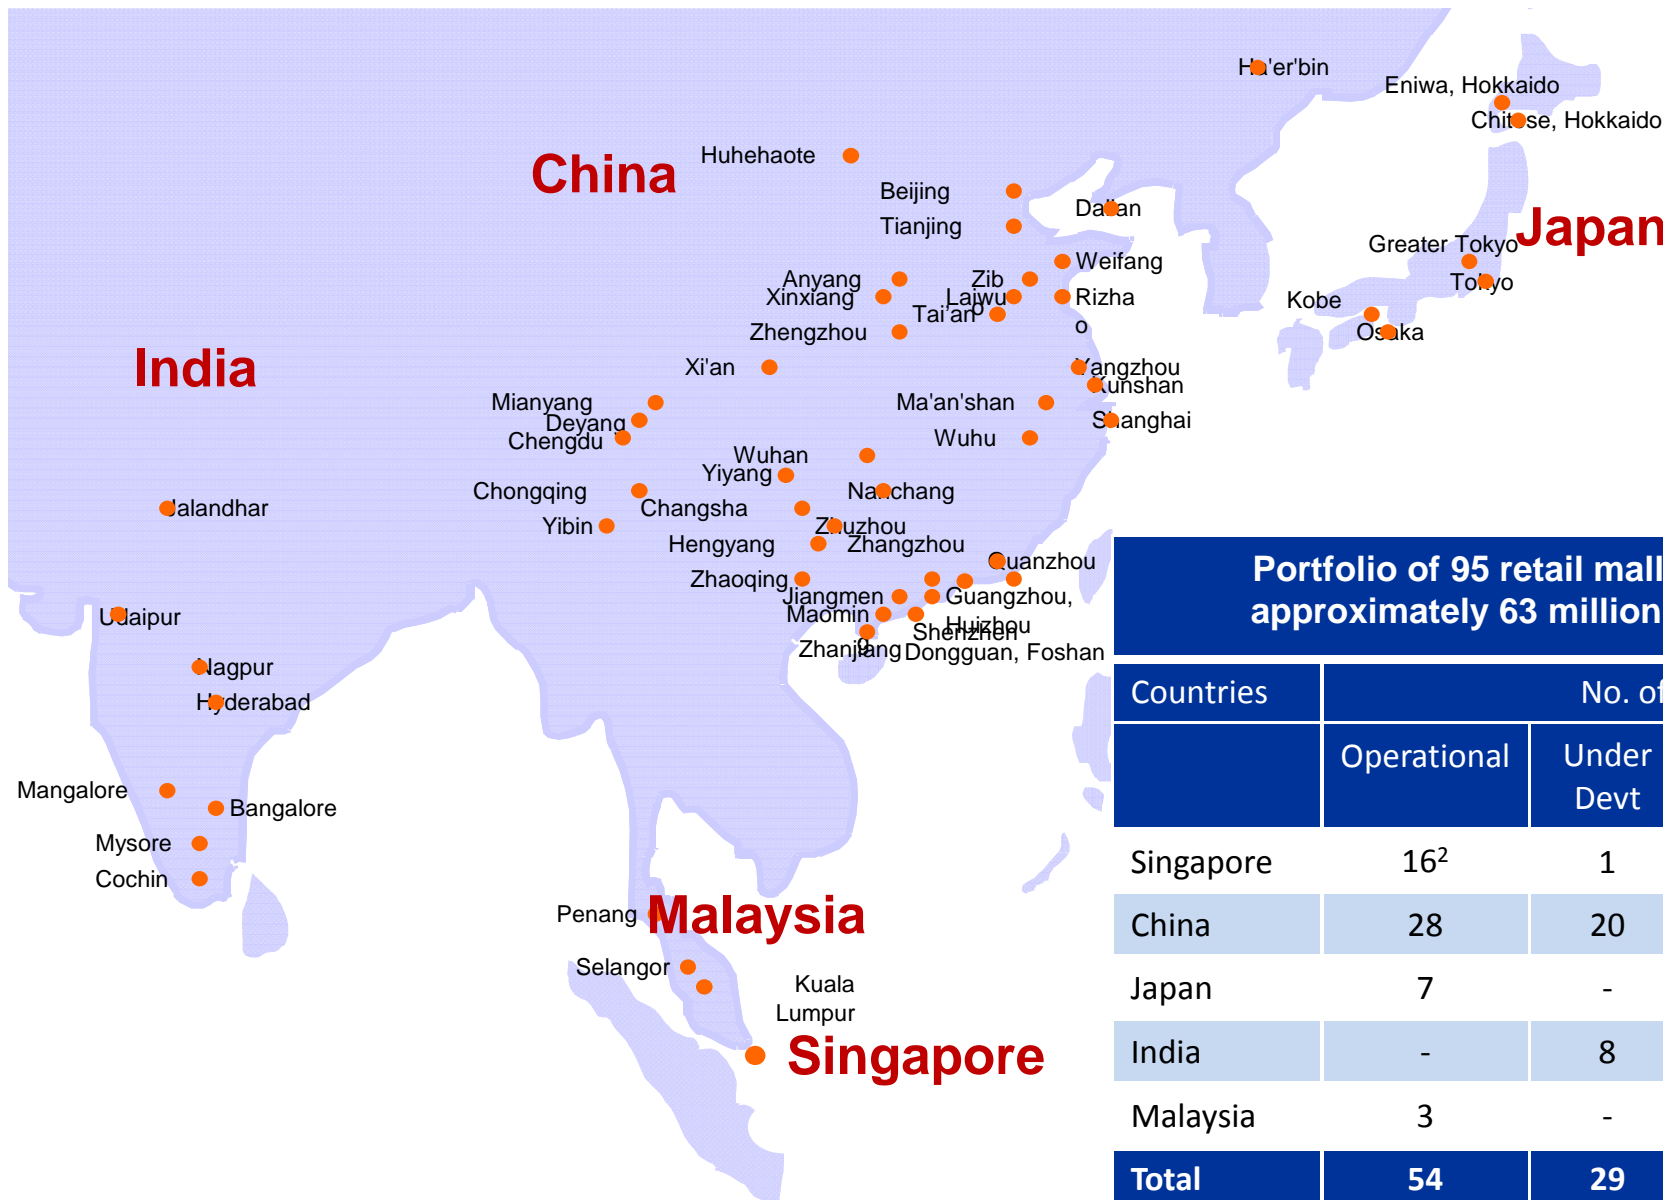 Ha'er'bin
Eniwa, Hokkaido
Chitose, Hokkaido
Huhehaote
China
Beijing
Dalian
Tianjing
Japan
Greater Tokyo
Weifang
Anyang
Zib
o
Tokyo
Xinxiang
Laiwu
Rizha
o
Kobe
Tai'an
Zhengzhou
Osaka
India
Xi'an
Yangzhou
Kunshan
Mianyang
Ma'an'shan
Deyang
Shanghai
Chengdu
Wuhu
Wuhan
Yiyang
Chongqing
Nanchang
Jalandhar
Changsha
Yibin
Zhuzhou
Hengyang
Zhangzhou
Quanzhou
Zhaoqing
Jiangmen
Guangzhou,
Huizhou
Udaipur
Maomin
g
Shenzhen
Zhanjiang
Dongguan, Foshan
Nagpur
Hyderabad
Mangalore
Bangalore
Mysore
Cochin
Penang
Malaysia
Selangor
Kuala
Lumpur
Singapore
Portfolio of 95 retail mall
approximately 63 million
Countries No. of
Operational Under
Devt
Singapore 16² 1
China 28 20
Japan 7 -
India - 8
Malaysia 3 -
Total 54 29